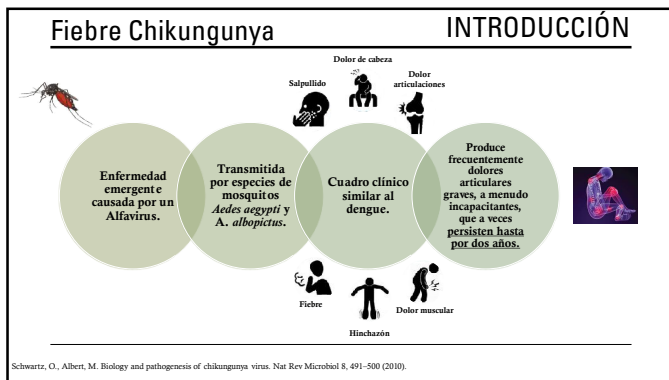 Fiebre Chikungunya
INTRODUCCIÓN
Dolor de cabeza
Salpullido
Dolor
articulaciones
Enfermedad
emergente
causada por un
Alfavirus.
Transmitida
por especies de
mosquitos
Aedes aegypti y
A. albopictus.
Cuadro clínico
similar al
dengue.
Produce
frecuentemente
dolores
articulares
graves, a menudo
incapacitantes,
que a veces
persisten hasta
por dos años.
Fiebre
Hinchazón
Dolor muscular
Schwartz, O., Albert, M. Biology and pathogenesis of chikungunya virus. Nat Rev Microbiol 8, 491–500 (2010).